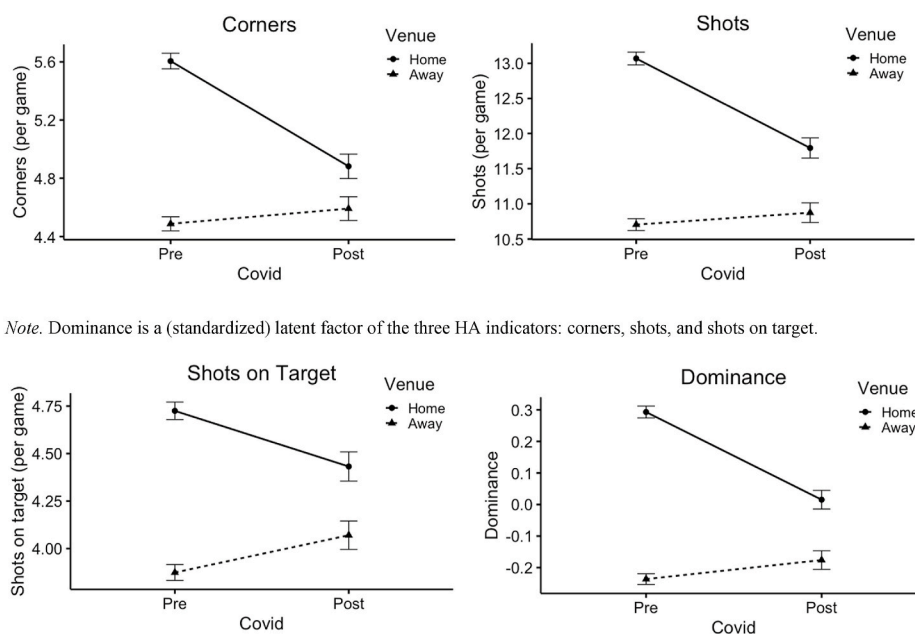 Corners
Venue
Home
Away
Corners (per game)
5.6
5.2
4.8
4.4
Pre
Post
Covid
Shots
Venue
Home
Away
Shots (per game)
13.0
12.5
12.0
11.5
11.0
10.5
Pre
Post
Covid
Note. Dominance is a (standardized) latent factor of the three HA indicators: corners, shots, and shots on target.
Shots on Target
Venue
Home
Away
Shots on target (per game)
4.75
4.50
4.25
4.00
Pre
Post
Covid
Dominance
Venue
Home
Away
Dominance
0.3
0.2
0.1
0.0
-0.1
-0.2
Pre
Post
Covid